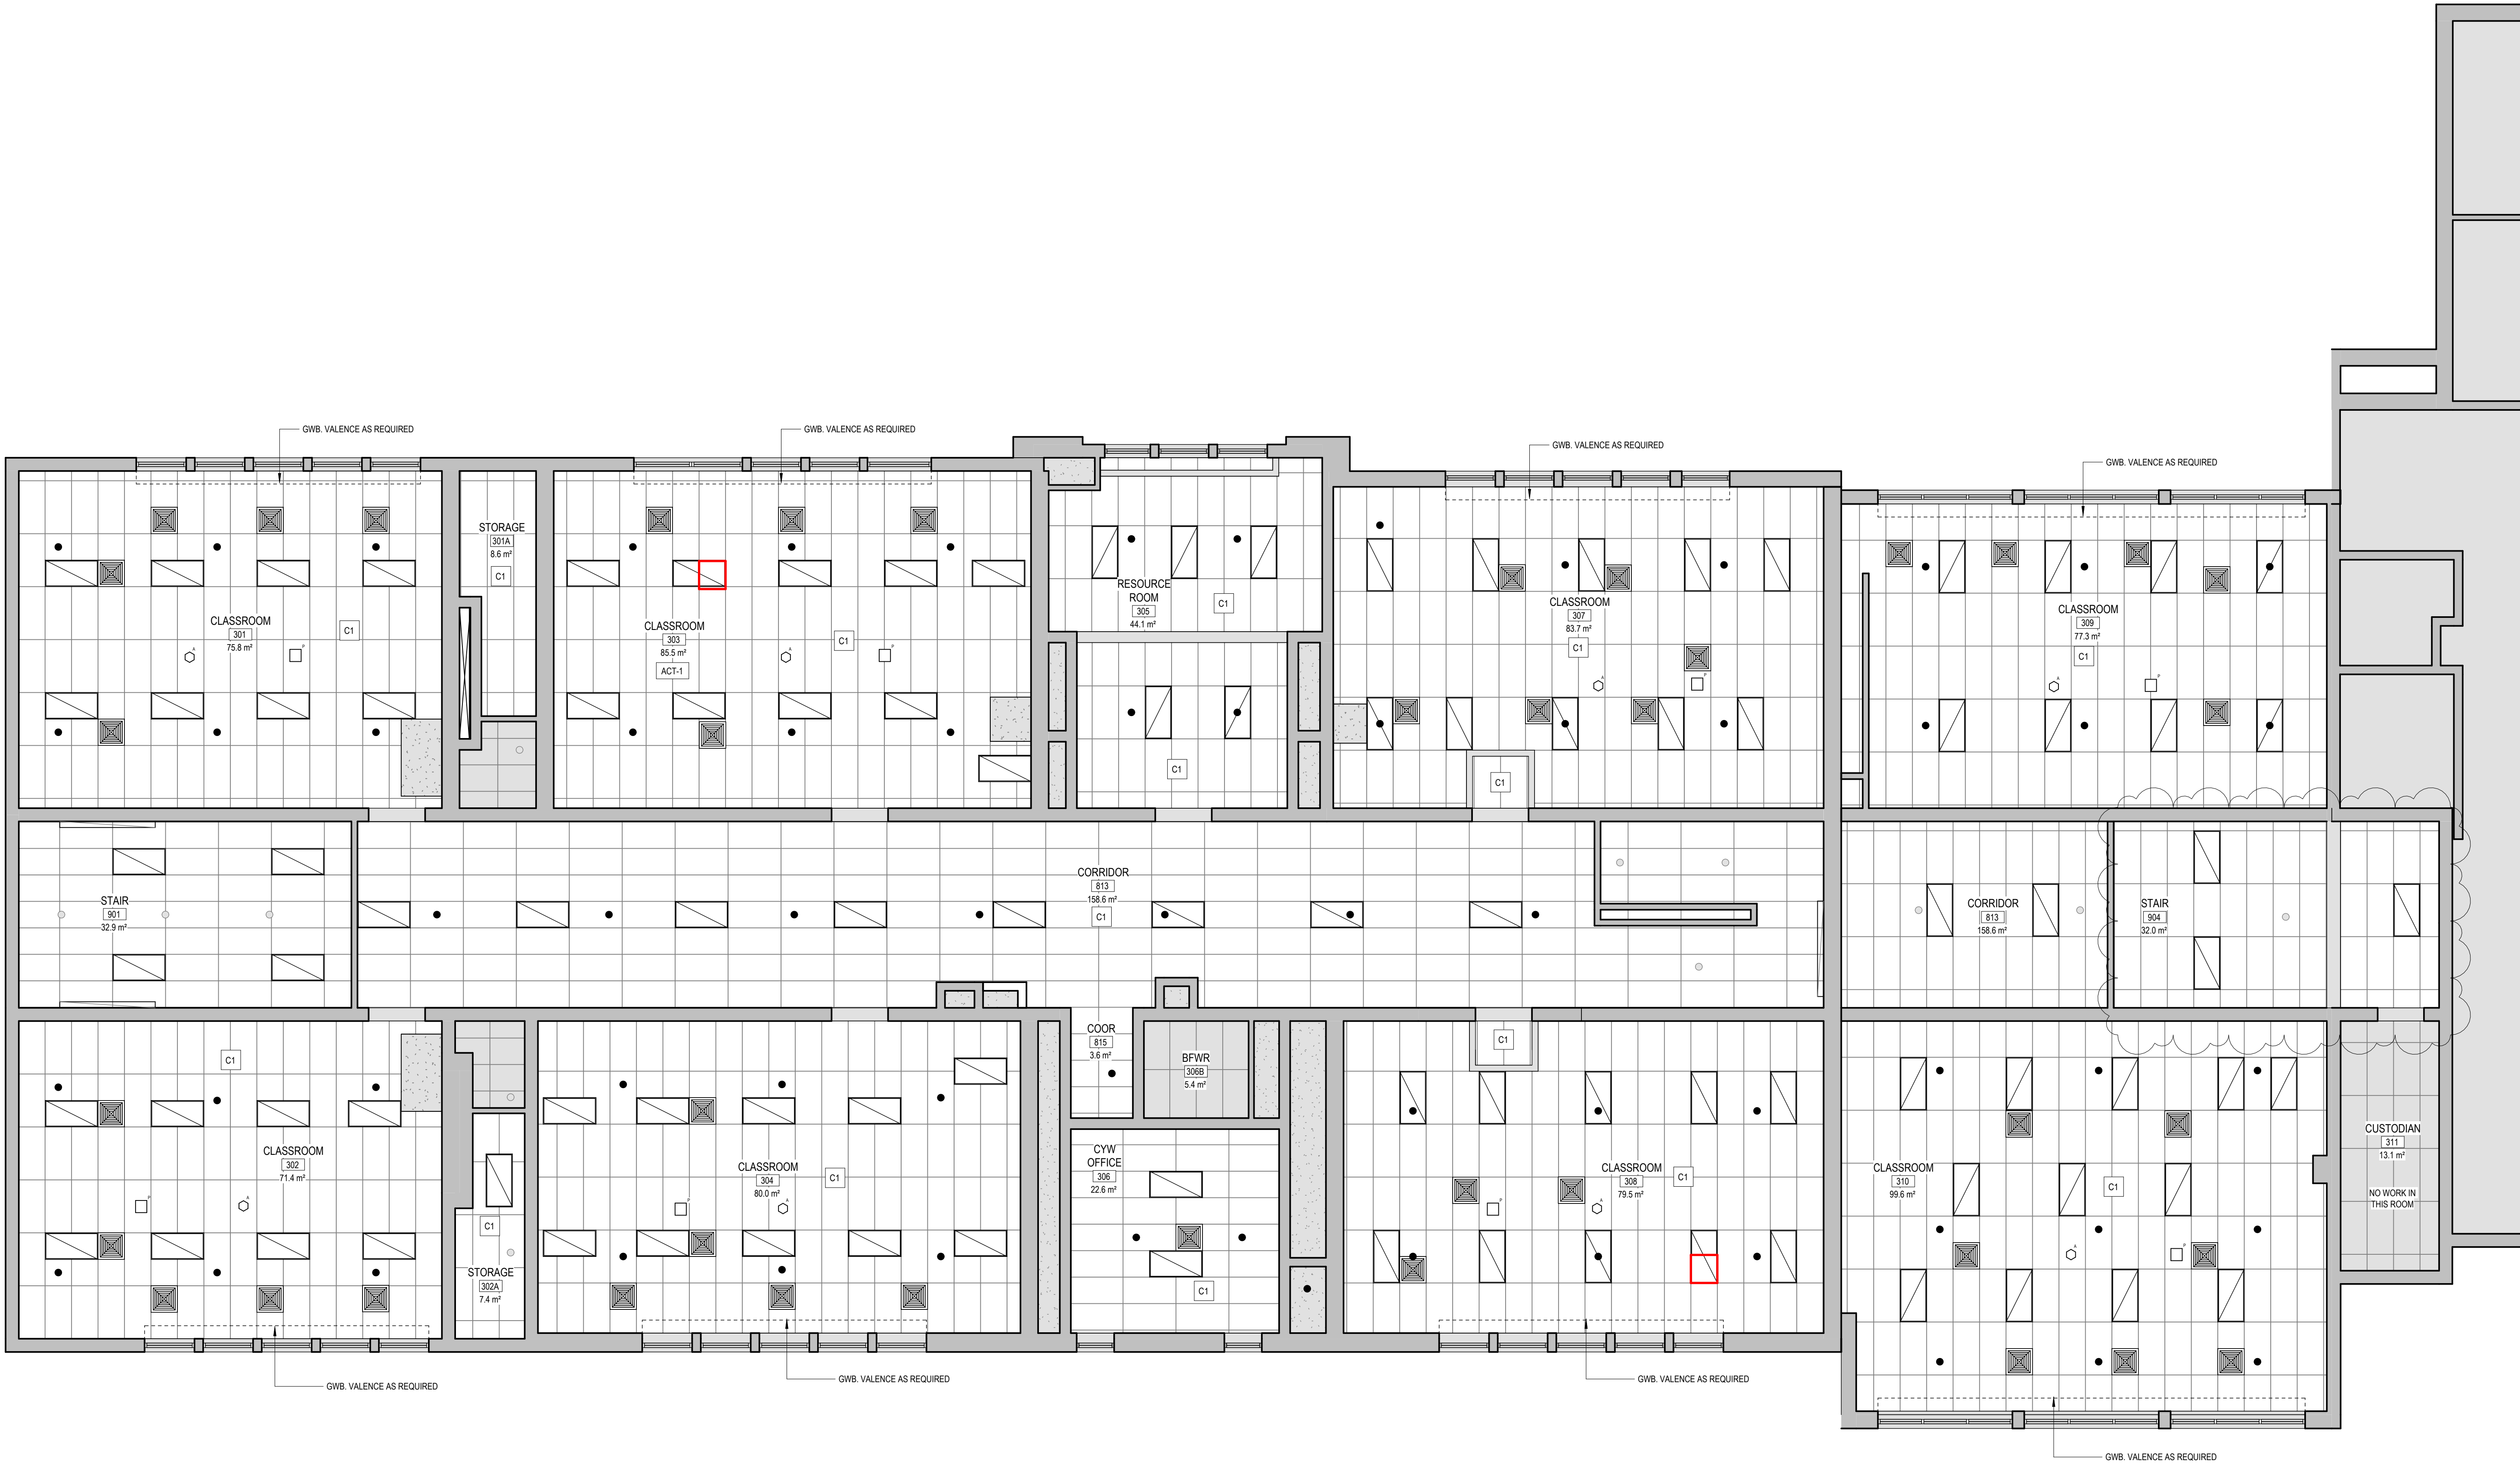 GWB. VALENCE AS REQUIRED
GWB. VALENCE AS REQUIRED
GWB. VALENCE AS REQUIRED
GWB. VALENCE AS REQUIRED
CLASSROOM
301
75.8 m²
C1
A
P
STORAGE
301A
8.6 m²
C1
CLASSROOM
303
85.5 m²
ACT-1
C1
A
P
RESOURCE
ROOM
305
44.1 m²
C1
C1
CLASSROOM
307
83.7 m²
C1
A
P
C1
CLASSROOM
309
77.3 m²
C1
A
P
STAIR
901
32.9 m²
CORRIDOR
813
158.6 m²
C1
CORRIDOR
813
158.6 m²
STAIR
904
32.0 m²
C1
CLASSROOM
302
71.4 m²
P
A
C1
STORAGE
302A
7.4 m²
CLASSROOM
304
80.0 m²
C1
P
A
COOR
815
3.6 m²
BFWR
306B
5.4 m²
CYW
OFFICE
306
22.6 m²
C1
C1
CLASSROOM
308
79.5 m²
C1
P
A
CLASSROOM
310
99.6 m²
C1
A
P
CUSTODIAN
311
13.1 m²
NO WORK IN
THIS ROOM
GWB. VALENCE AS REQUIRED
GWB. VALENCE AS REQUIRED
GWB. VALENCE AS REQUIRED
GWB. VALENCE AS REQUIRED